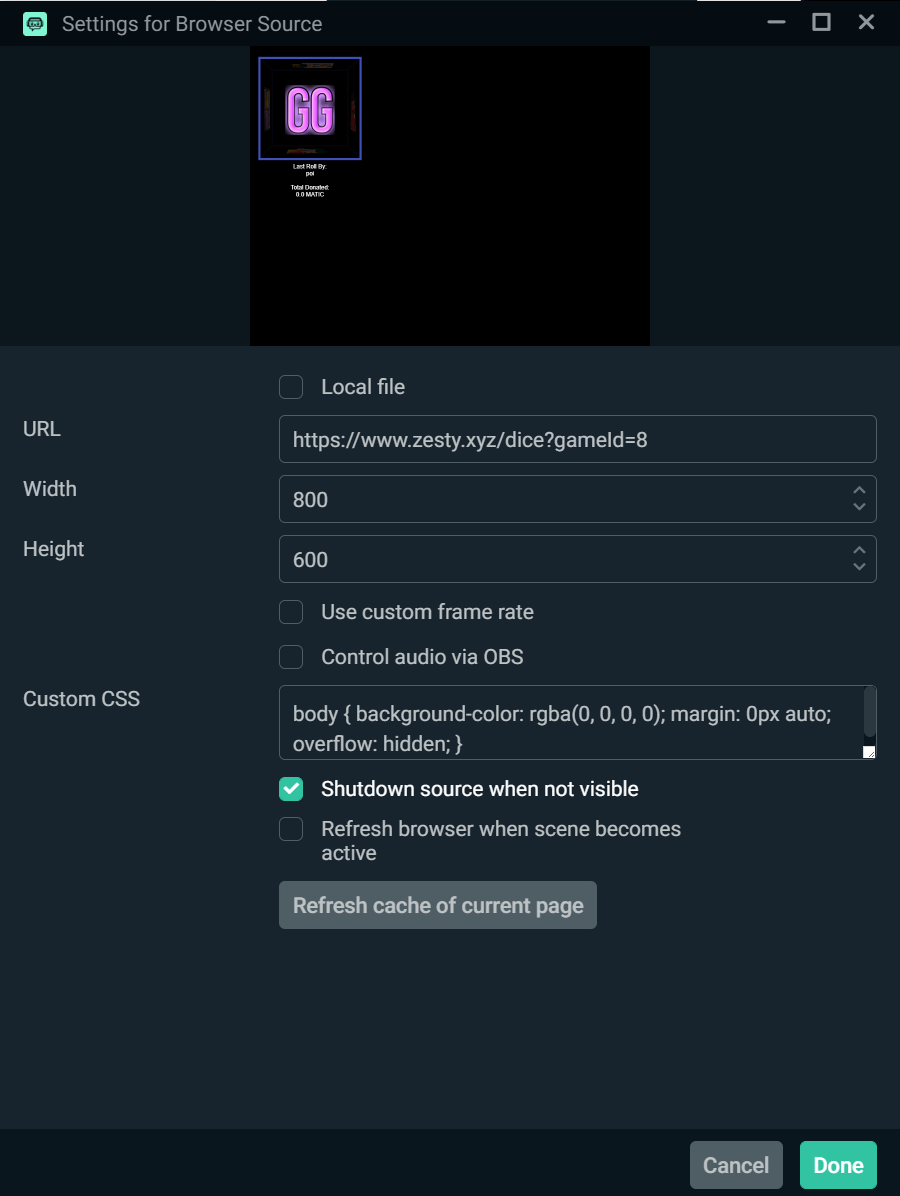 Settings for Browser Source
GG
Last Roll By:
poi
Total Donated:
0.0 MATIC
Local file
URL
https://www.zesty.xyz/dice?gameId=8
Width
800
Height
600
Use custom frame rate
Control audio via OBS
Custom CSS
body { background-color: rgba(0, 0, 0, 0); margin: 0px auto;
overflow: hidden; }
Shutdown source when not visible
Refresh browser when scene becomes
active
Refresh cache of current page
Cancel
Done